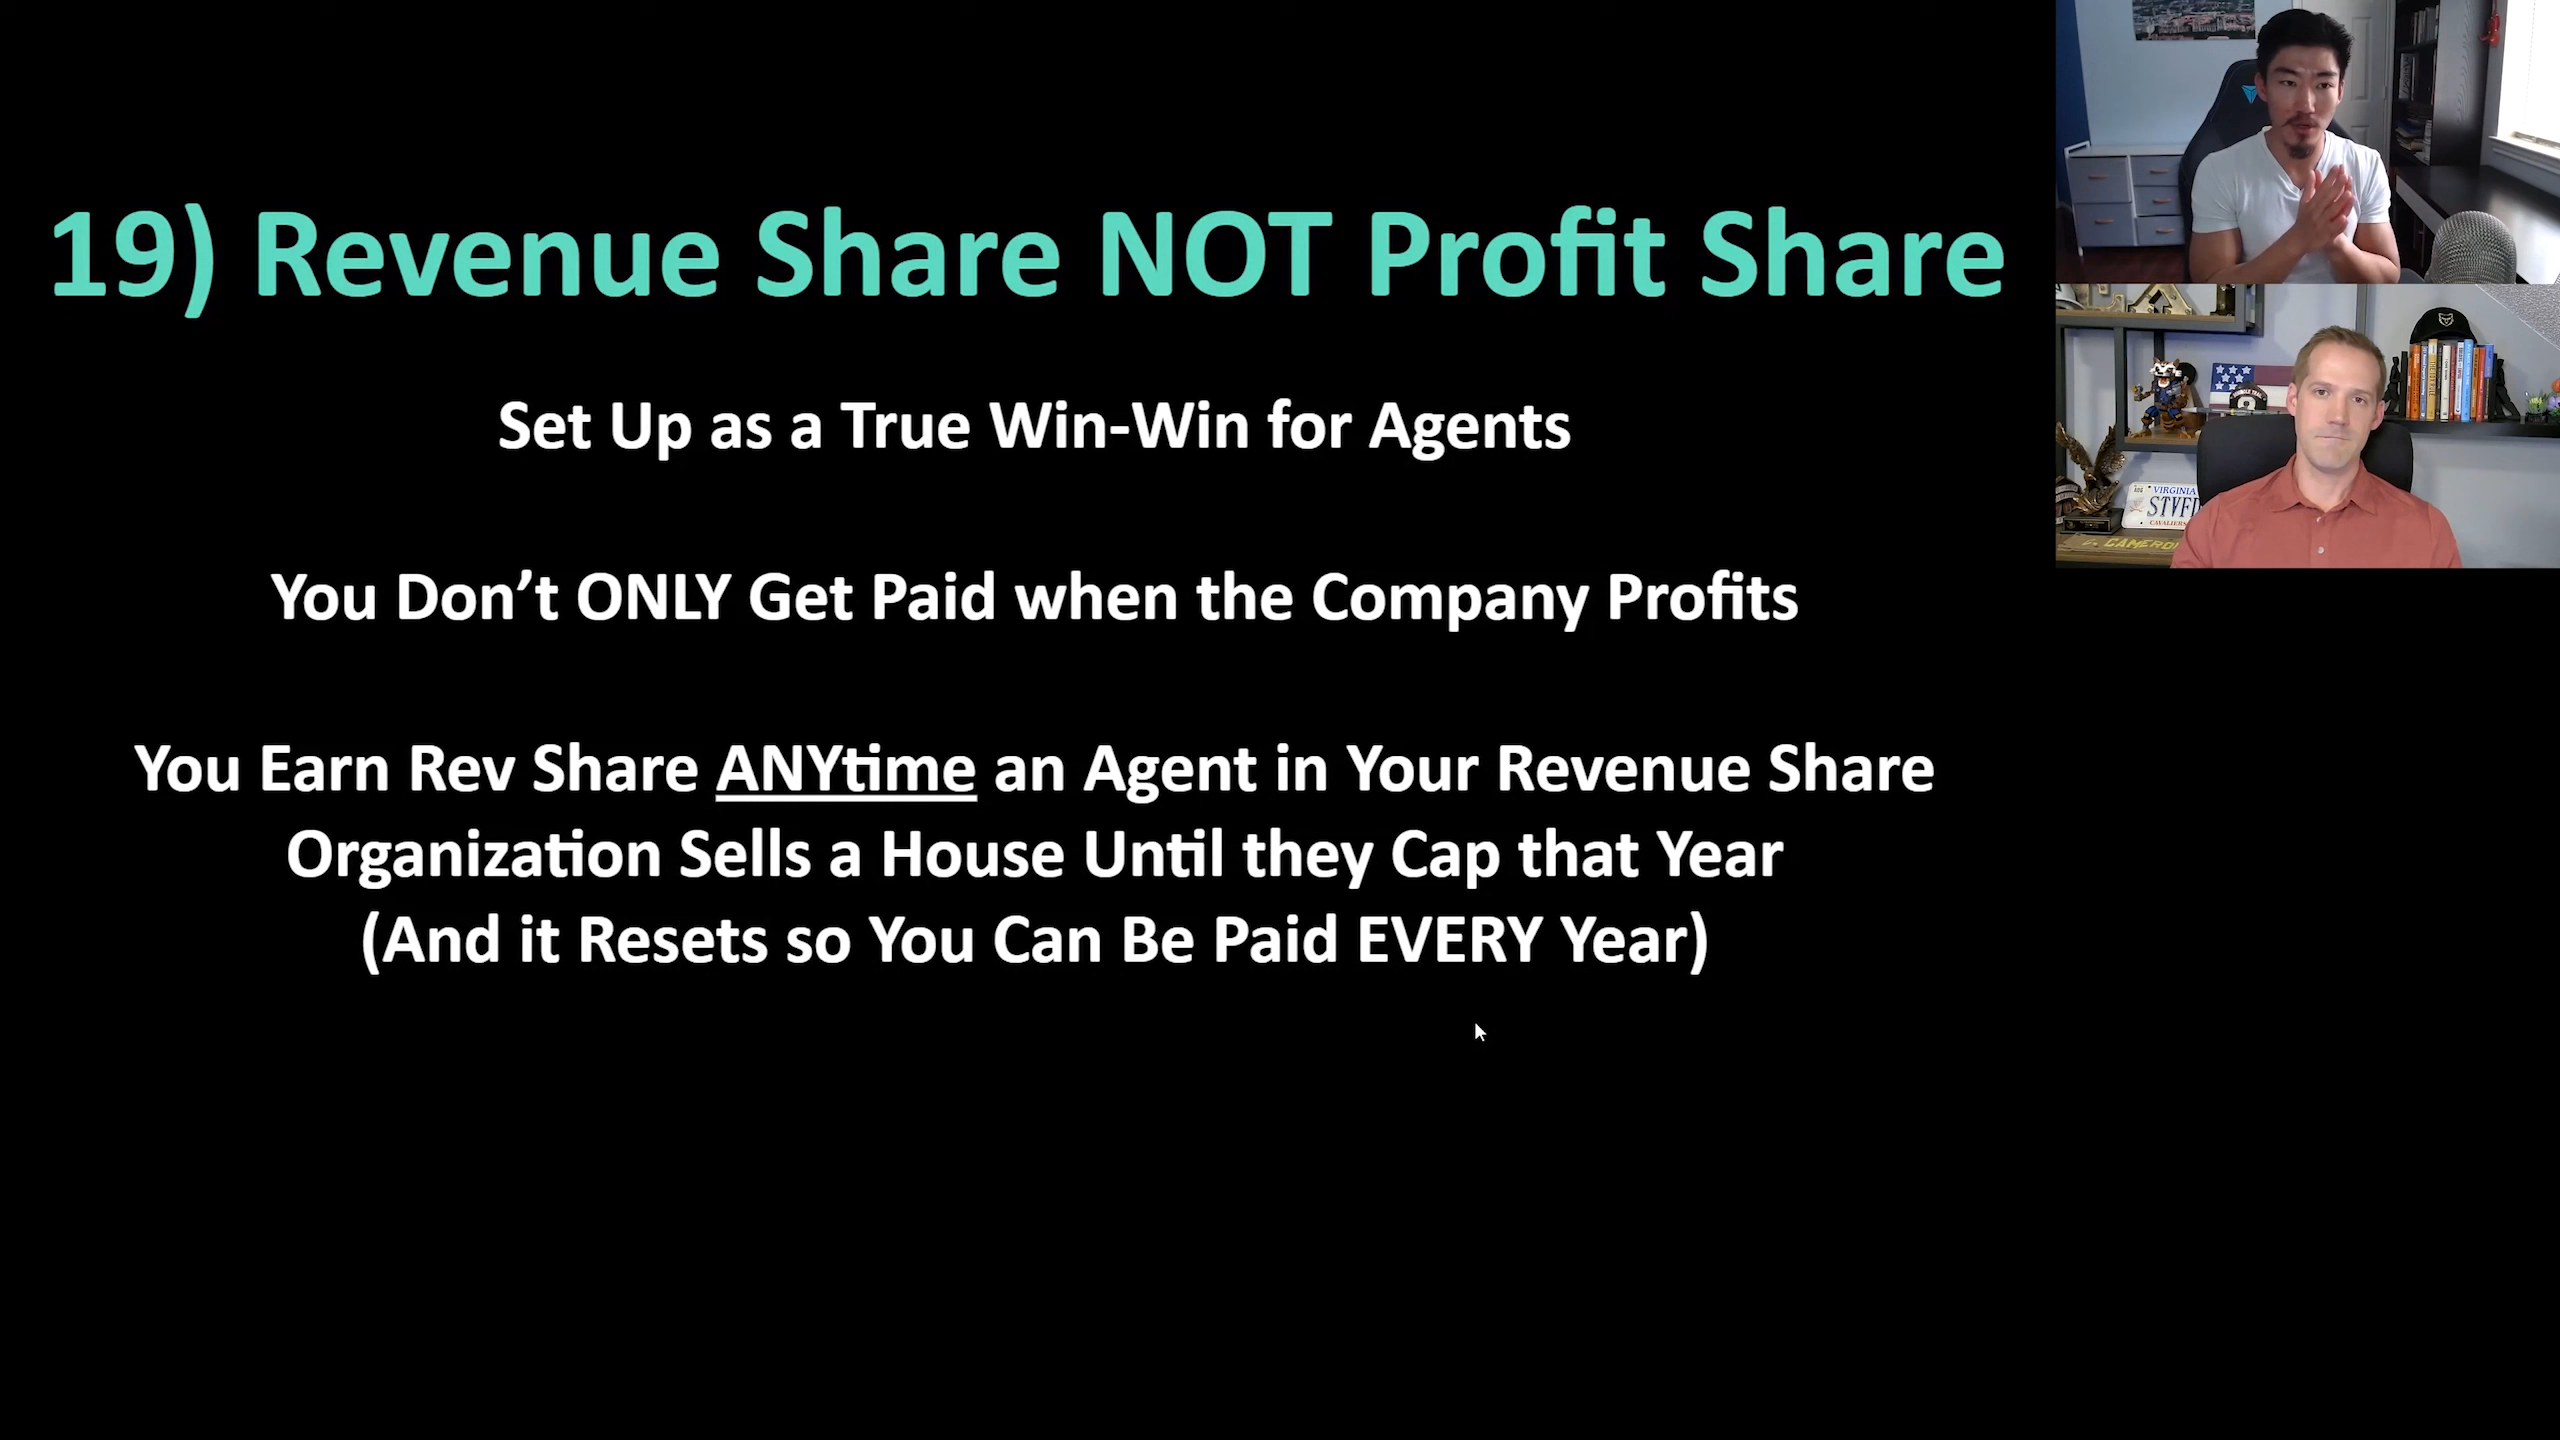 19) Revenue Share NOT Profit Share
Set Up as a True Win-Win for Agents
You Don’t ONLY Get Paid when the Company Profits
You Earn Rev Share ANYtime an Agent in Your Revenue Share
Organization Sells a House Until they Cap that Year
(And it Resets so You Can Be Paid EVERY Year)
VIRGINIA
CAVALIERS